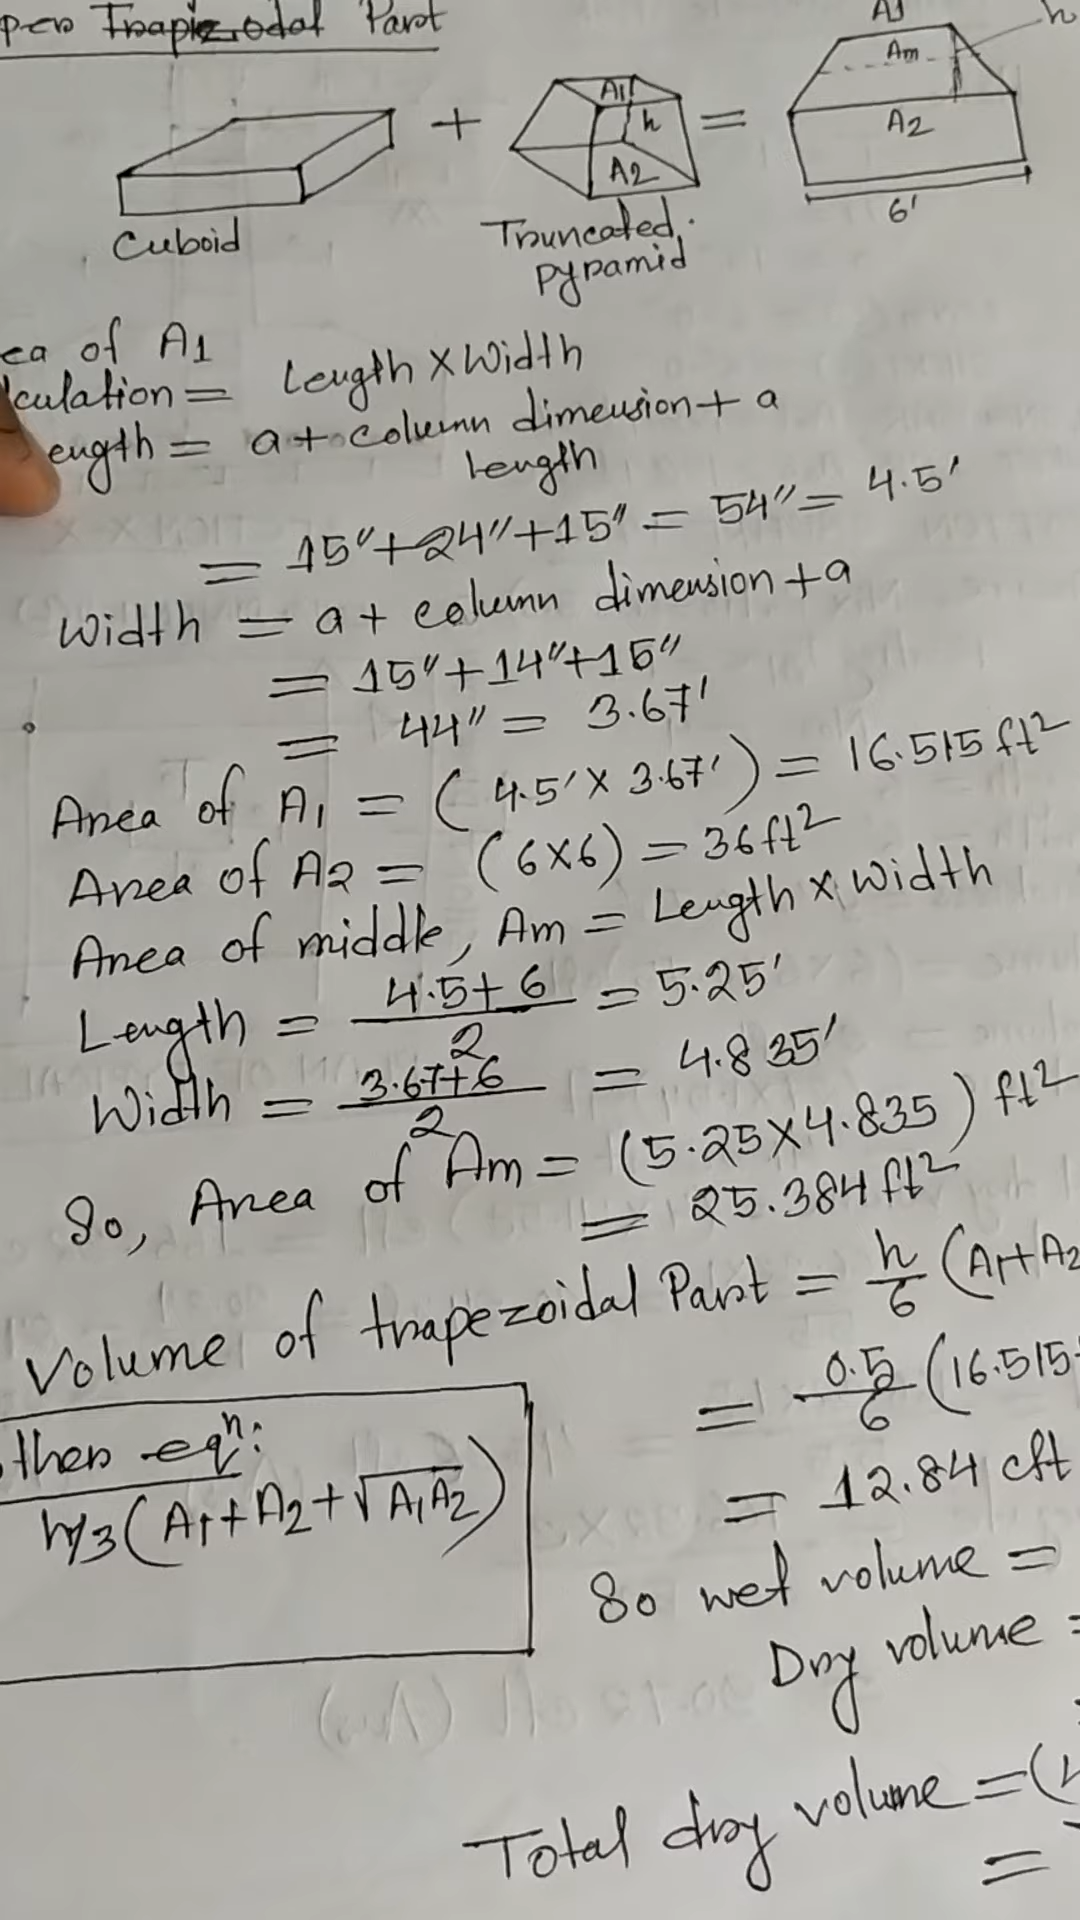 Trapizodal Part
A1
h
Am
A1
+
h
=
A2
A2
6'
Cuboid
Truncated
pyramid
ea of A1
culation = Length X Width
ength = a + column dimension + a
length
= 15" + 24" + 15" = 54" = 4.5'
Width = a + column dimension + a
= 15" + 14" + 15"
= 44" = 3.67'
Area of A1 = (4.5' X 3.67') = 16.515 ft²
Area of A2 = (6X6) = 36 ft²
Area of middle, Am = Length X Width
Length = (4.5+6)/2 = 5.25'
Width = (3.67+6)/2 = 4.835'
So, Area of Am = (5.25X4.835) ft²
= 25.384 ft²
Volume of trapezoidal Part = h/6 (A1+A2
= 0.5/6 (16.515+
= 12.84 cft
ther eqn:
h/3 (A1+A2+√A1A2)
So wet volume =
Dry volume =
Total dry volume = (
=